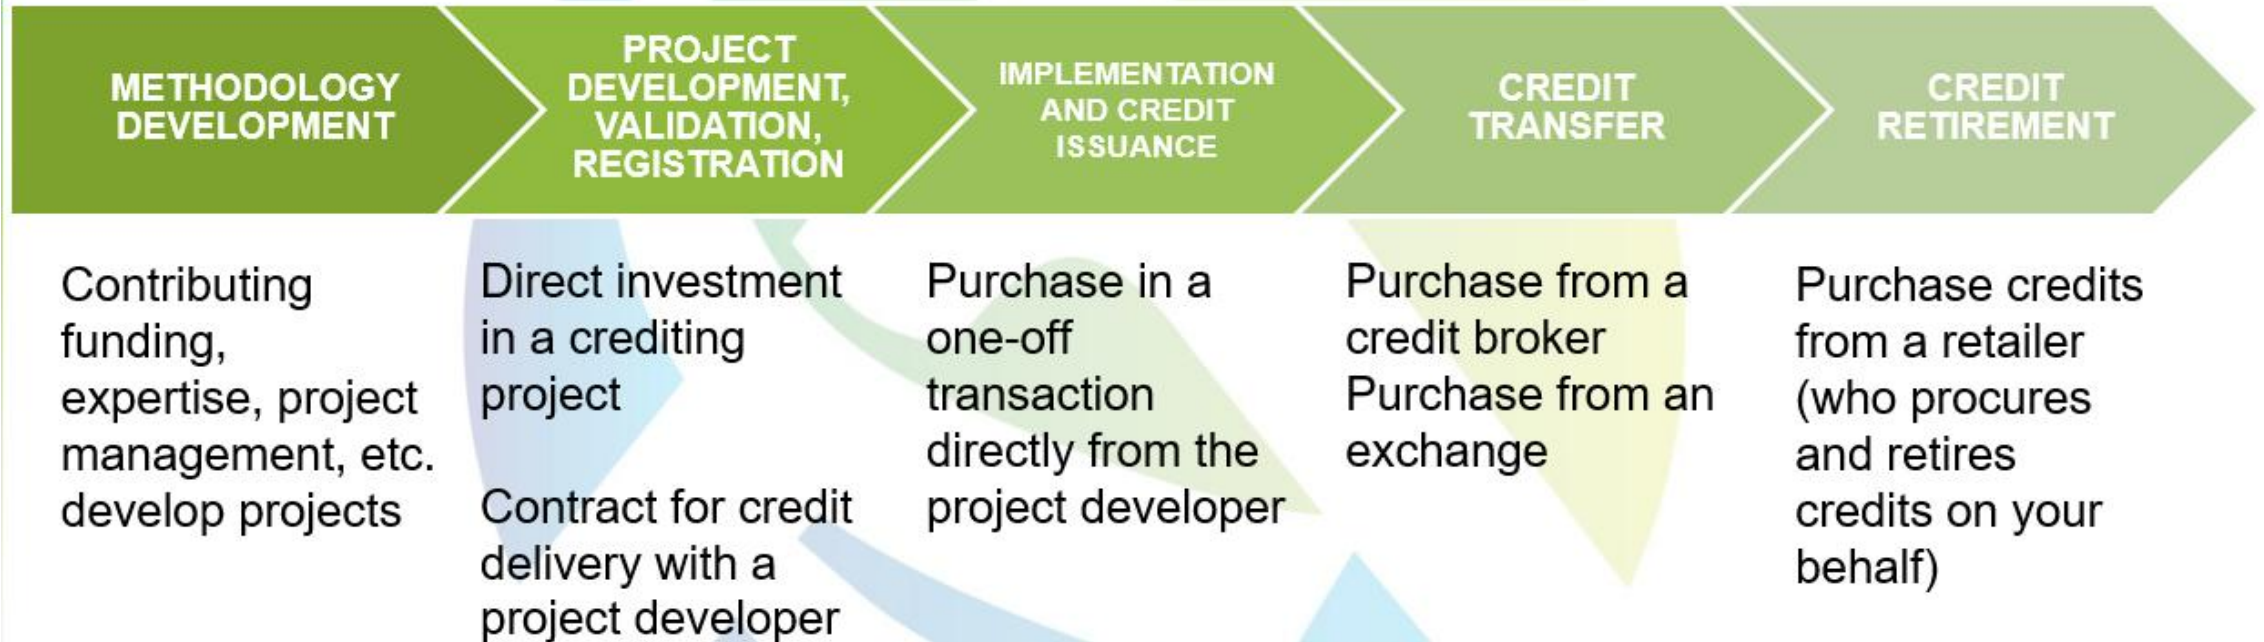 METHODOLOGY
DEVELOPMENT
PROJECT
DEVELOPMENT,
VALIDATION,
REGISTRATION
IMPLEMENTATION
AND CREDIT
ISSUANCE
CREDIT
TRANSFER
CREDIT
RETIREMENT
Contributing
funding,
expertise, project
management, etc.
develop projects
Direct investment
in a crediting
project
Contract for credit
delivery with a
project developer
Purchase in a
one-off
transaction
directly from the
project developer
Purchase from a
credit broker
Purchase from an
exchange
Purchase credits
from a retailer
(who procures
and retires
credits on your
behalf)